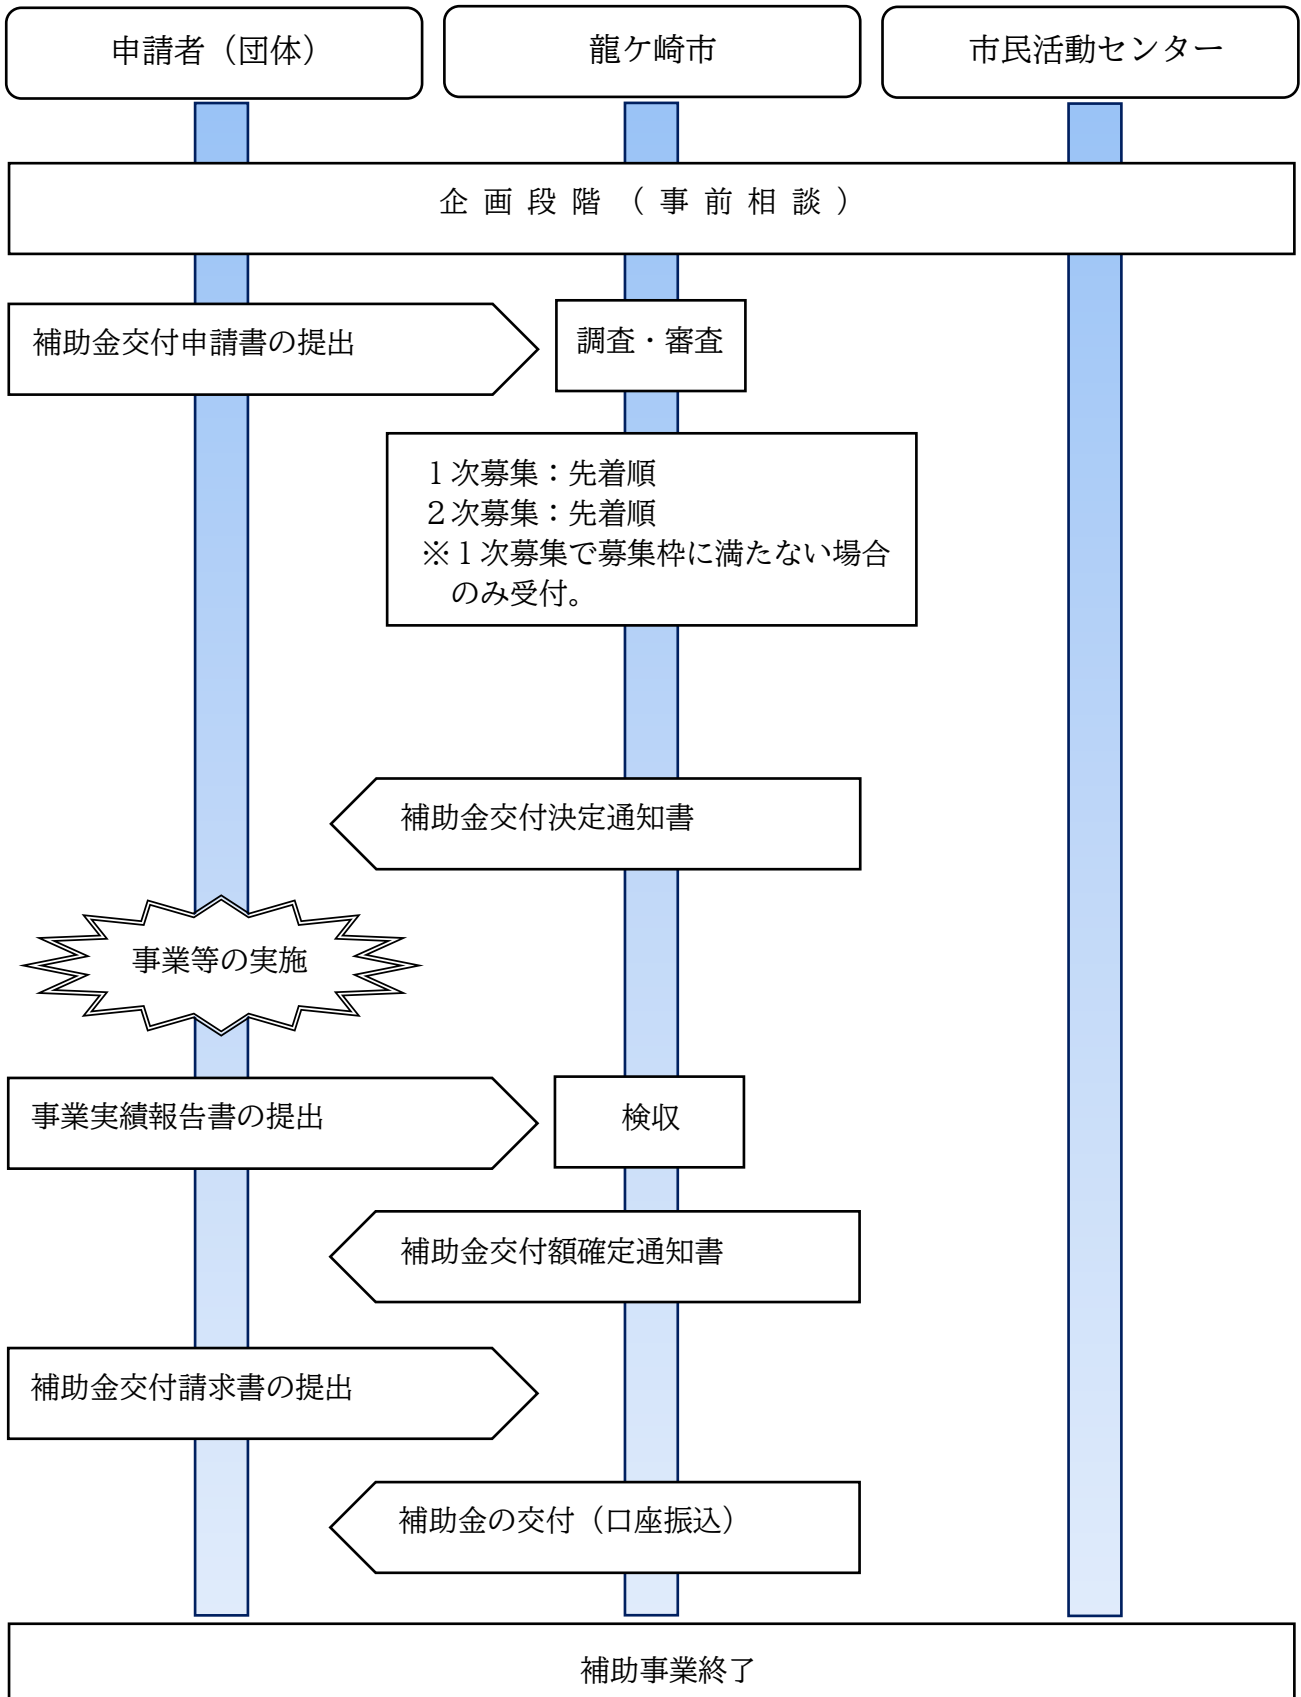 申請者（団体）
龍ケ崎市
市民活動センター
企画段階（事前相談）
補助金交付申請書の提出
調査・審査
１次募集：先着順
２次募集：先着順
※１次募集で募集枠に満たない場合
のみ受付。
補助金交付決定通知書
事業等の実施
事業実績報告書の提出
検収
補助金交付額確定通知書
補助金交付請求書の提出
補助金の交付（口座振込）
補助事業終了